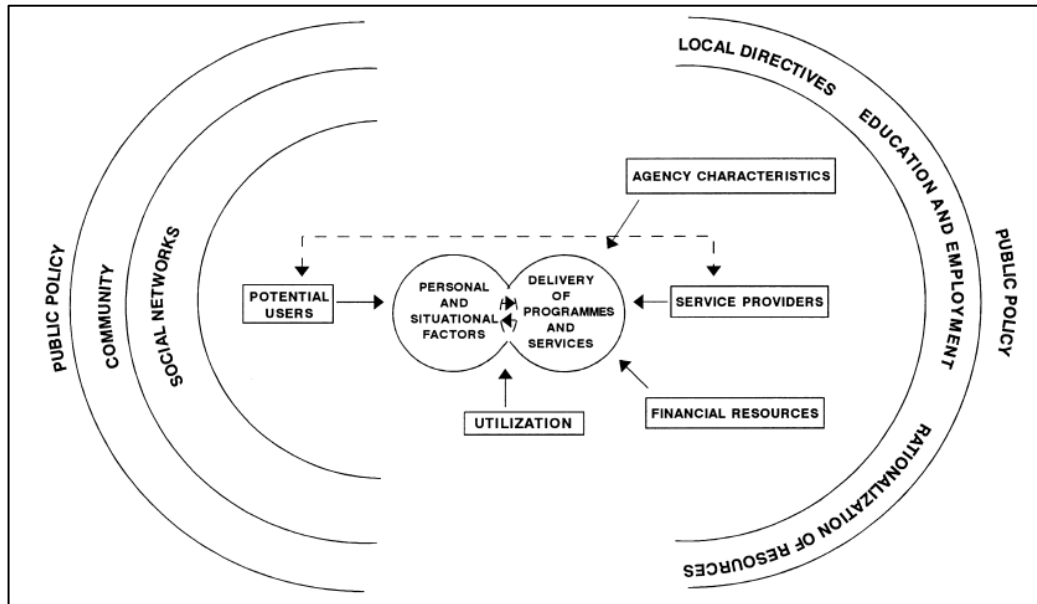 PUBLIC POLICY
COMMUNITY
SOCIAL NETWORKS
LOCAL DIRECTIVES
EDUCATION AND EMPLOYMENT
RATIONALIZATION OF RESOURCES
PUBLIC POLICY
AGENCY CHARACTERISTICS
POTENTIAL
USERS
PERSONAL
AND
SITUATIONAL
FACTORS
DELIVERY
OF
PROGRAMMES
AND
SERVICES
SERVICE PROVIDERS
UTILIZATION
FINANCIAL RESOURCES